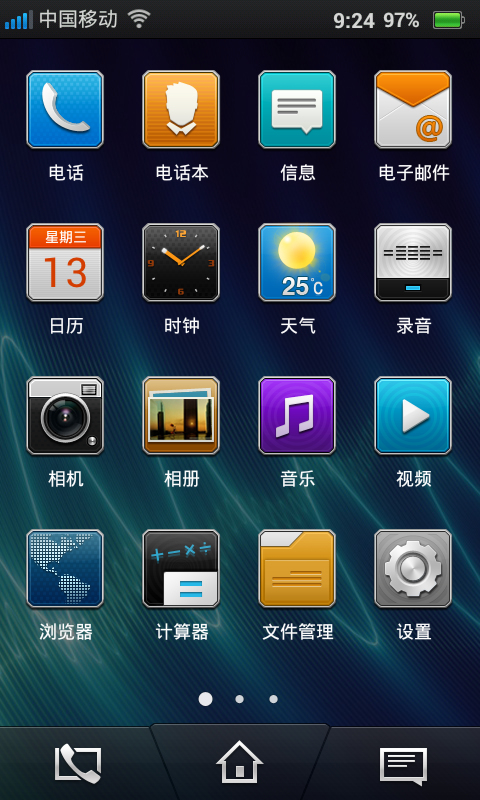 中国移动 9:24 97%
电话 电话本 信息 电子邮件
@
星期三
13
12
3
6
9
25℃
日历 时钟 天气 录音
相机 相册 音乐 视频
+ − × ÷
=
浏览器 计算器 文件管理 设置